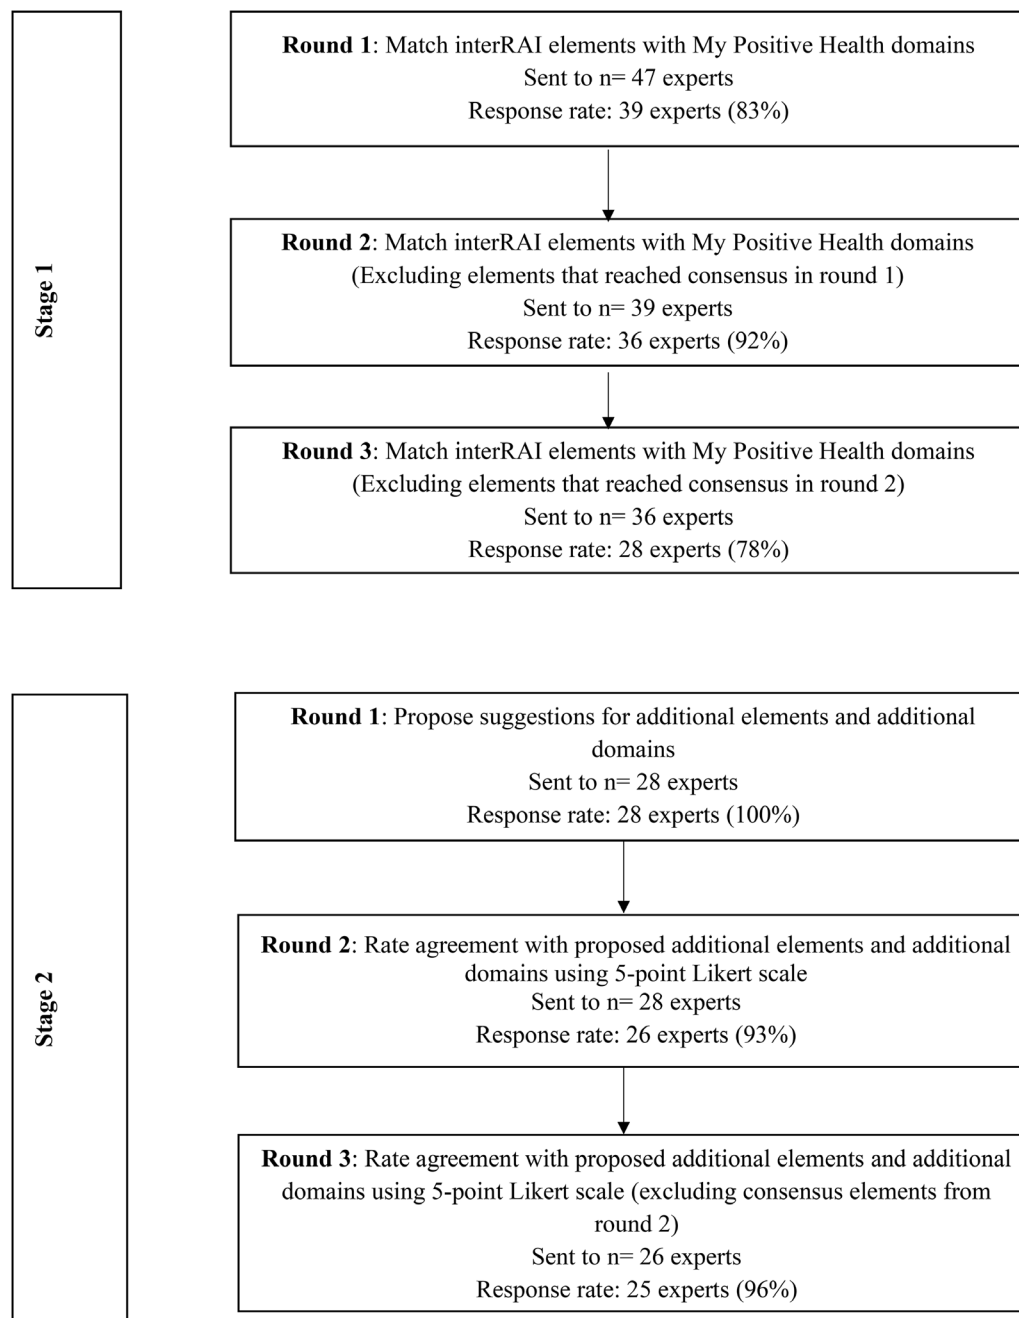 Stage 1
Round 1: Match interRAI elements with My Positive Health domains
Sent to n= 47 experts
Response rate: 39 experts (83%)
Round 2: Match interRAI elements with My Positive Health domains
(Excluding elements that reached consensus in round 1)
Sent to n= 39 experts
Response rate: 36 experts (92%)
Round 3: Match interRAI elements with My Positive Health domains
(Excluding elements that reached consensus in round 2)
Sent to n= 36 experts
Response rate: 28 experts (78%)
Stage 2
Round 1: Propose suggestions for additional elements and additional
domains
Sent to n= 28 experts
Response rate: 28 experts (100%)
Round 2: Rate agreement with proposed additional elements and additional
domains using 5-point Likert scale
Sent to n= 28 experts
Response rate: 26 experts (93%)
Round 3: Rate agreement with proposed additional elements and additional
domains using 5-point Likert scale (excluding consensus elements from
round 2)
Sent to n= 26 experts
Response rate: 25 experts (96%)